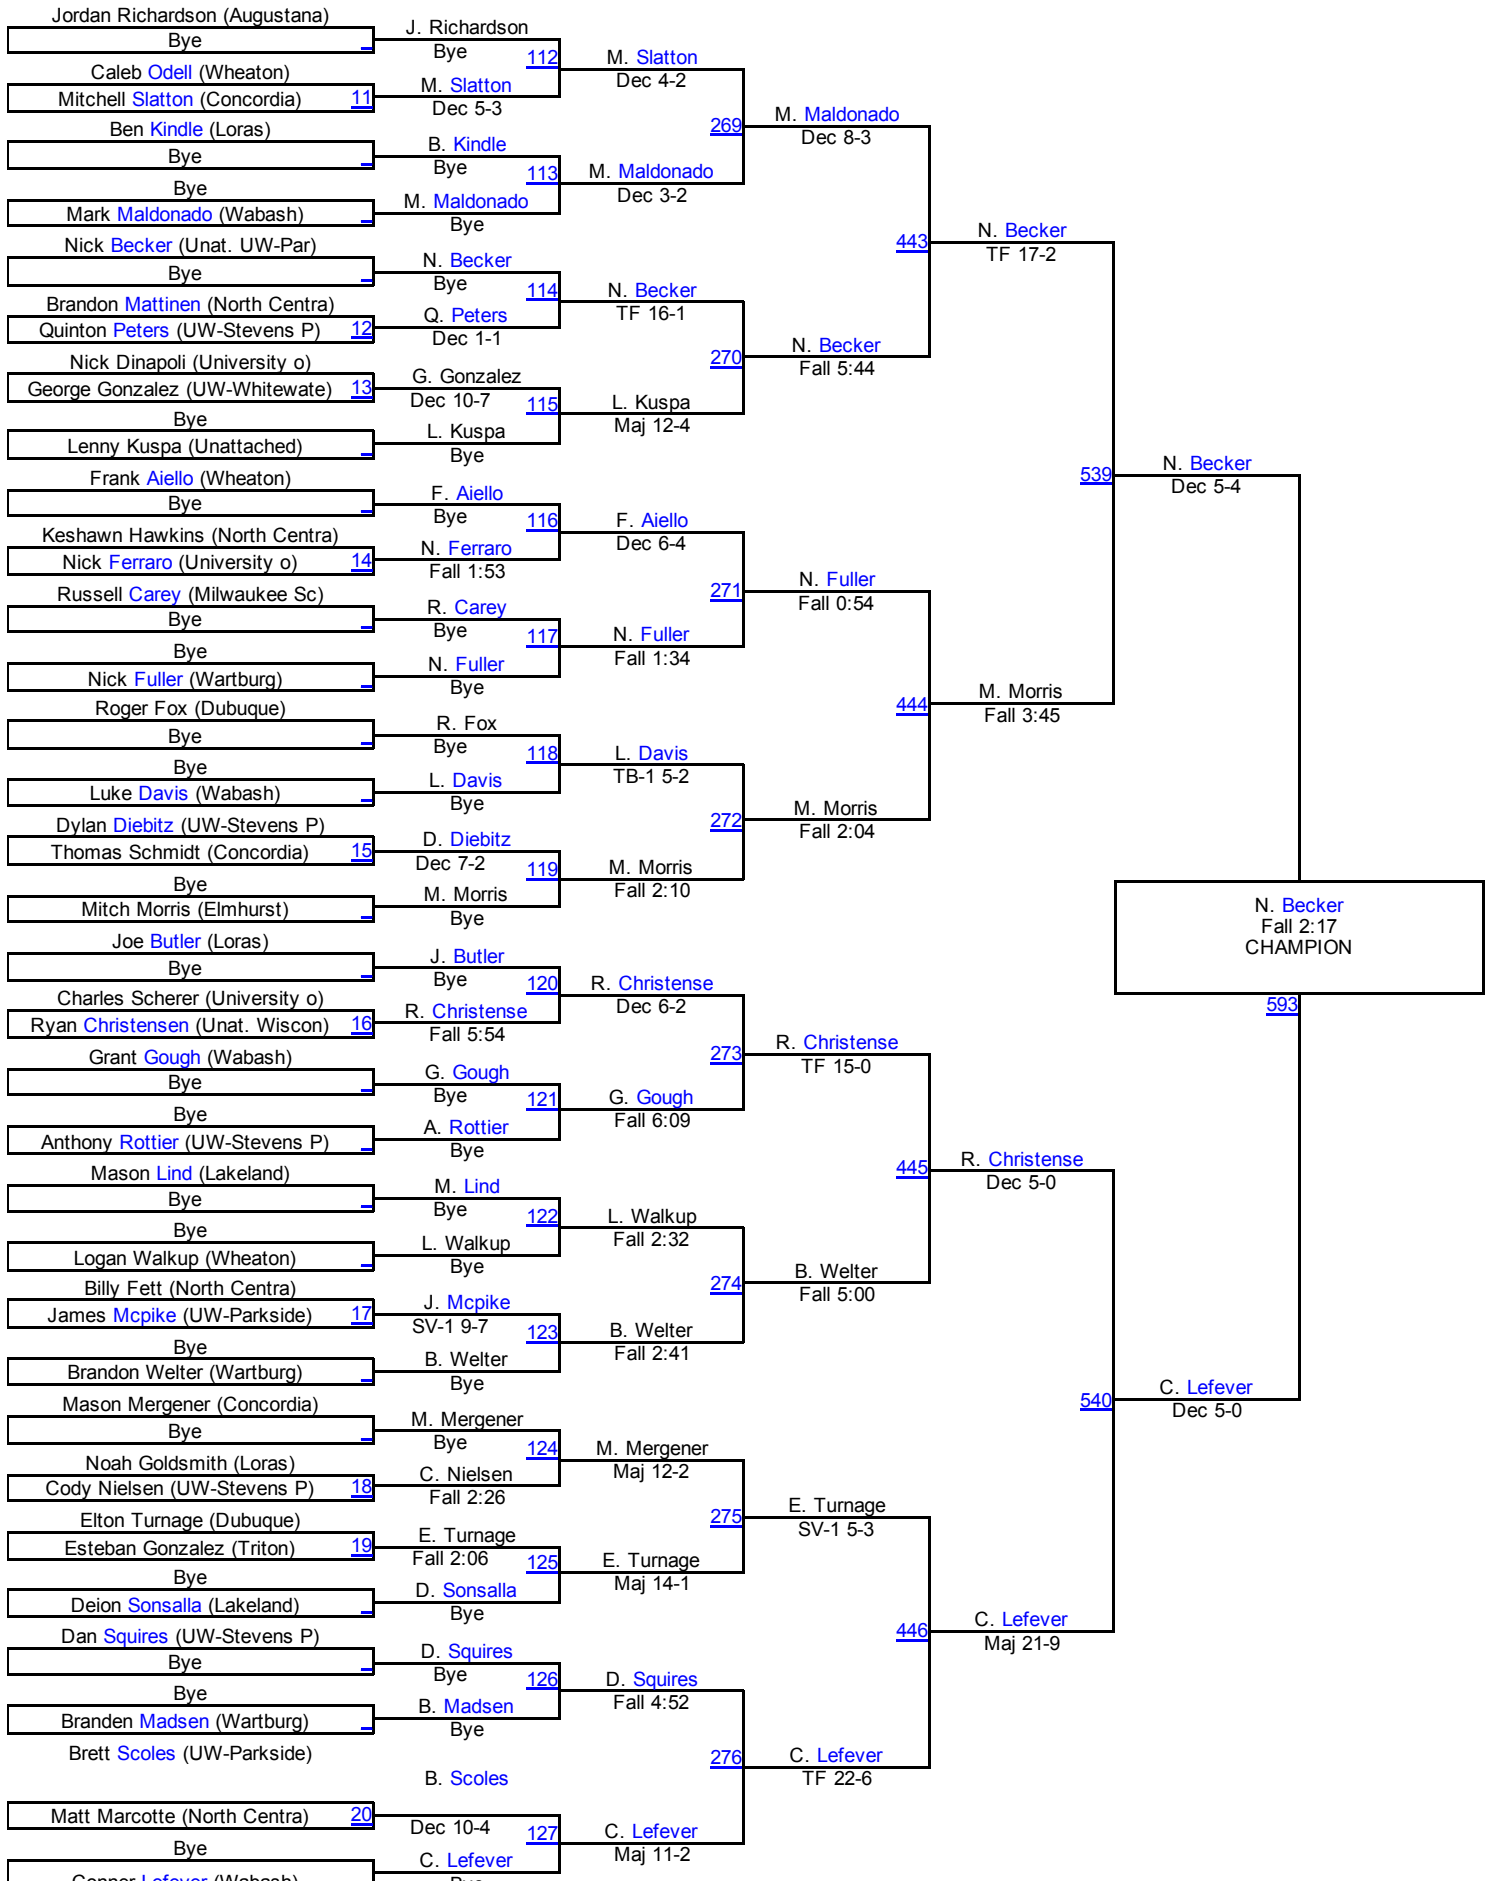 Jordan Richardson (Augustana)
Bye
Caleb Odell (Wheaton)
Mitchell Slatton (Concordia) 11
Ben Kindle (Loras)
Bye
Bye
Mark Maldonado (Wabash)
Nick Becker (Unat. UW-Par)
Bye
Brandon Mattinen (North Centra)
Quinton Peters (UW-Stevens P) 12
Nick Dinapoli (University o)
George Gonzalez (UW-Whitewate) 13
Bye
Lenny Kuspa (Unattached)
Frank Aiello (Wheaton)
Bye
Keshawn Hawkins (North Centra)
Nick Ferraro (University o) 14
Russell Carey (Milwaukee Sc)
Bye
Bye
Nick Fuller (Wartburg)
Roger Fox (Dubuque)
Bye
Bye
Luke Davis (Wabash)
Dylan Diebitz (UW-Stevens P)
Thomas Schmidt (Concordia) 15
Bye
Mitch Morris (Elmhurst)
Joe Butler (Loras)
Bye
Charles Scherer (University o)
Ryan Christensen (Unat. Wiscon) 16
Grant Gough (Wabash)
Bye
Bye
Anthony Rottier (UW-Stevens P)
Mason Lind (Lakeland)
Bye
Bye
Logan Walkup (Wheaton)
Billy Fett (North Centra)
James Mcpike (UW-Parkside) 17
Bye
Brandon Welter (Wartburg)
Mason Mergener (Concordia)
Bye
Noah Goldsmith (Loras)
Cody Nielsen (UW-Stevens P) 18
Elton Turnage (Dubuque)
Esteban Gonzalez (Triton) 19
Bye
Deion Sonsalla (Lakeland)
Dan Squires (UW-Stevens P)
Bye
Bye
Branden Madsen (Wartburg)
Brett Scoles (UW-Parkside)
Matt Marcotte (North Centra) 20
Bye
Conner Lefever (Wabash)
J. Richardson
Bye
112
M. Slatton
Dec 5-3
B. Kindle
Bye
113
M. Maldonado
Bye
N. Becker
Bye
114
Q. Peters
Dec 1-1
G. Gonzalez
Dec 10-7
115
L. Kuspa
Bye
F. Aiello
Bye
116
N. Ferraro
Fall 1:53
R. Carey
Bye
117
N. Fuller
Bye
R. Fox
Bye
118
L. Davis
Bye
D. Diebitz
Dec 7-2
119
M. Morris
Bye
J. Butler
Bye
120
R. Christense
Fall 5:54
G. Gough
Bye
121
A. Rottier
Bye
M. Lind
Bye
122
L. Walkup
Bye
J. Mcpike
SV-1 9-7
123
B. Welter
Bye
M. Mergener
Bye
124
C. Nielsen
Fall 2:26
E. Turnage
Fall 2:06
125
D. Sonsalla
Bye
D. Squires
Bye
126
B. Madsen
Bye
B. Scoles
Dec 10-4
127
C. Lefever
Bye
M. Slatton
Dec 4-2
269
M. Maldonado
Dec 3-2
N. Becker
TF 16-1
270
L. Kuspa
Maj 12-4
F. Aiello
Dec 6-4
271
N. Fuller
Fall 1:34
L. Davis
TB-1 5-2
272
M. Morris
Fall 2:10
R. Christense
Dec 6-2
273
G. Gough
Fall 6:09
L. Walkup
Fall 2:32
274
B. Welter
Fall 2:41
M. Mergener
Maj 12-2
275
E. Turnage
Maj 14-1
D. Squires
Fall 4:52
276
C. Lefever
Maj 11-2
M. Maldonado
Dec 8-3
443
N. Becker
Fall 5:44
N. Fuller
Fall 0:54
444
M. Morris
Fall 2:04
R. Christense
TF 15-0
445
B. Welter
Fall 5:00
E. Turnage
SV-1 5-3
446
C. Lefever
TF 22-6
N. Becker
TF 17-2
539
M. Morris
Fall 3:45
R. Christense
Dec 5-0
540
C. Lefever
Maj 21-9
N. Becker
Dec 5-4
C. Lefever
Dec 5-0
N. Becker
Fall 2:17
CHAMPION
593